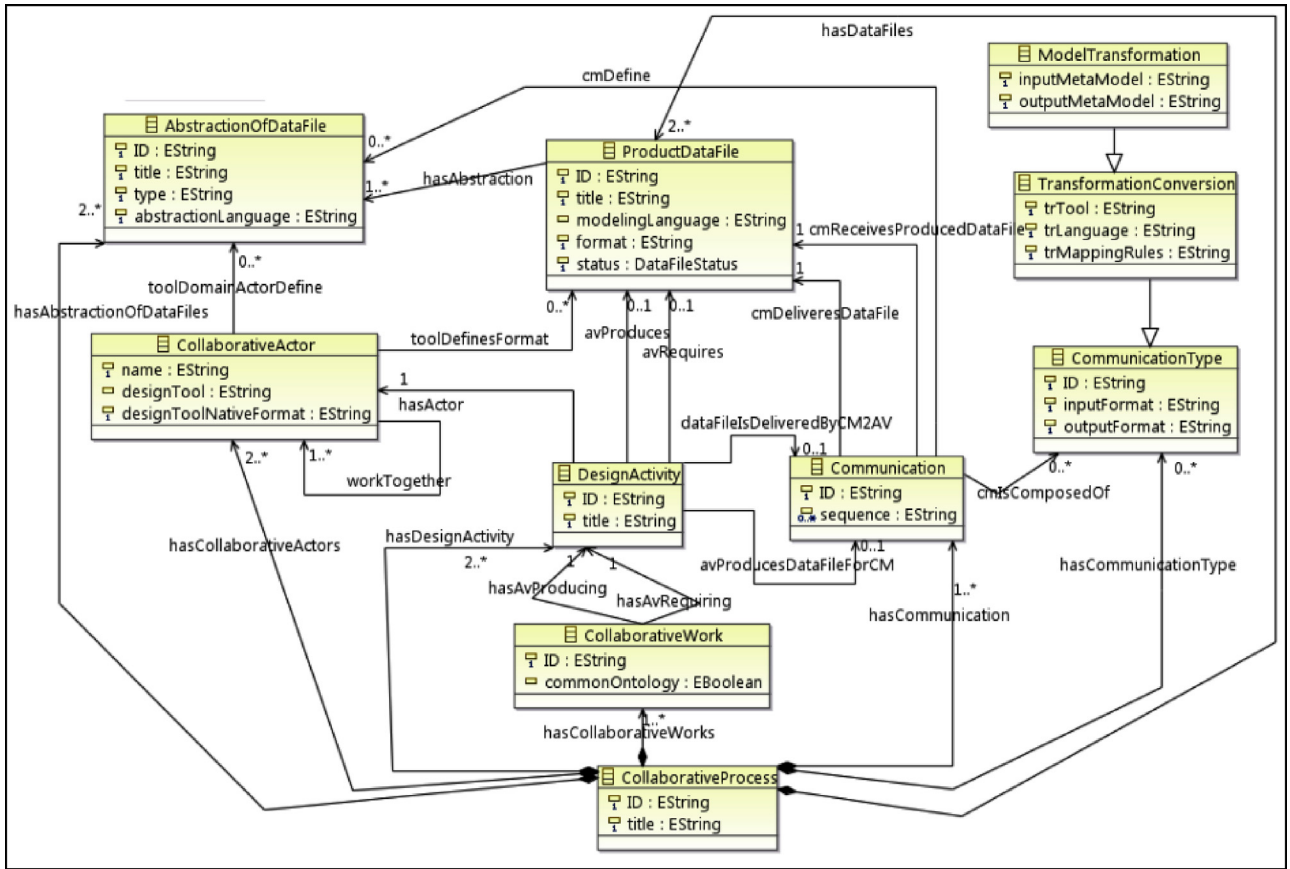 hasDataFiles
ModelTransformation
inputMetaModel : EString
outputMetaModel : EString
cmDefine
AbstractionOfDataFile
ID : EString
title : EString
type : EString
abstractionLanguage : EString
0..*
1..*
2..*
hasAbstraction
2..*
ProductDataFile
ID : EString
title : EString
modelingLanguage : EString
format : EString
status : DataFileStatus
TransformationConversion
trTool : EString
trLanguage : EString
trMappingRules : EString
1 cmReceivesProducedDataFile
1
cmDeliveresDataFile
0..*
toolDomainActorDefine
hasAbstractionOfDataFiles
0..*
0..1
0..1
avProduces
avRequires
toolDefinesFormat
CollaborativeActor
name : EString
designTool : EString
designToolNativeFormat : EString
1
hasActor
CommunicationType
ID : EString
inputFormat : EString
outputFormat : EString
dataFileIsDeliveredByCM2AV
0..1
2..*
1..*
workTogether
DesignActivity
ID : EString
title : EString
Communication
ID : EString
0..* sequence : EString
0..*
0..*
cmIsComposedOf
hasCollaborativeActors
hasDesignActivity
2..*
1
1
hasAvProducing
hasAvRequiring
0..1
avProducesDataFileForCM
1..*
hasCommunication
hasCommunicationType
CollaborativeWork
ID : EString
commonOntology : EBoolean
1..*
hasCollaborativeWorks
CollaborativeProcess
ID : EString
title : EString